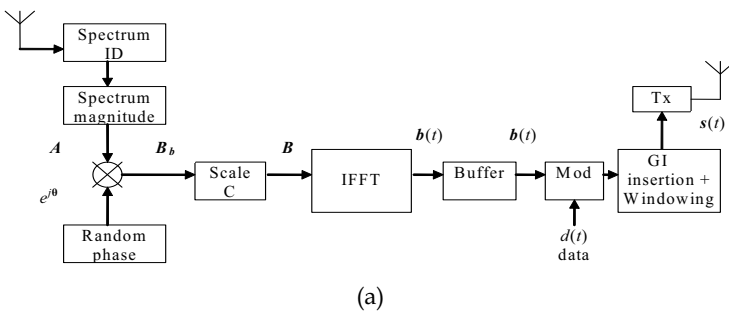 Spectrum
ID
Spectrum
magnitude
A
B_b
B
b(t)
b(t)
Tx
s(t)
e^{jθ}
Scale
C
IFFT
Buffer
Mod
GI
insertion +
Windowing
Random
phase
d(t)
data
(a)